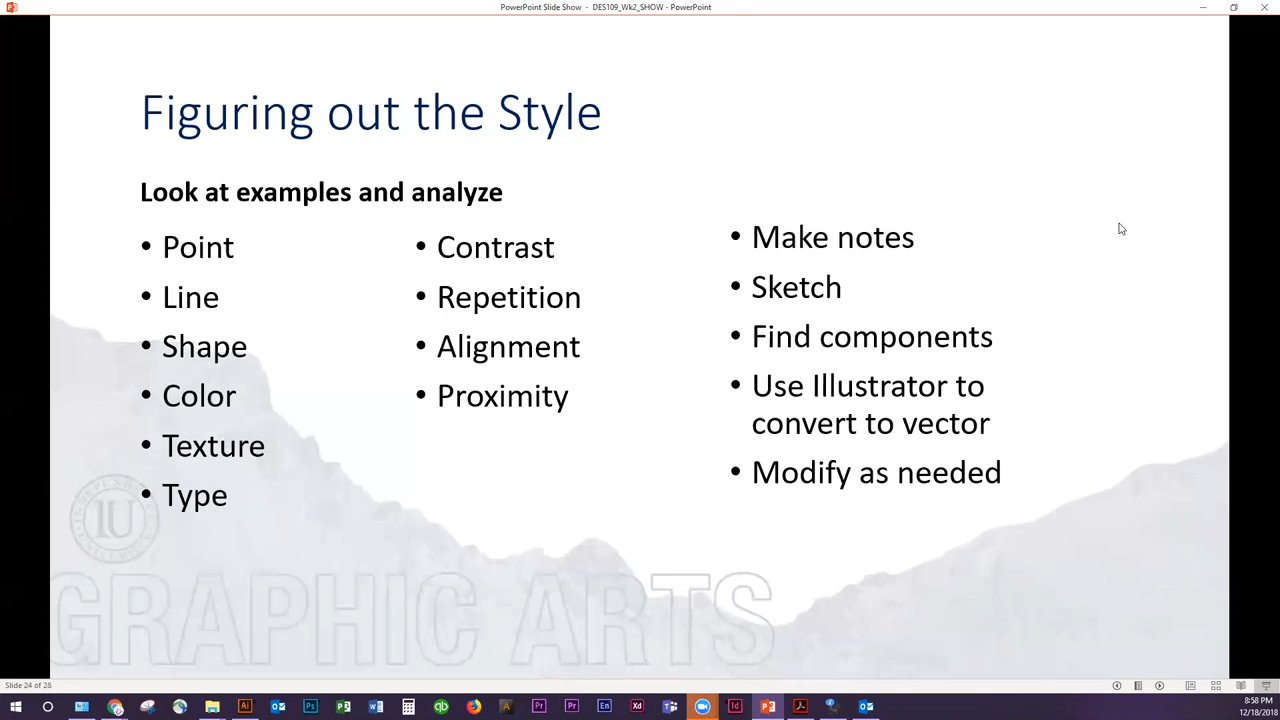 PowerPoint Slide Show - DES109_Wk2_SHOW - PowerPoint
Figuring out the Style
Look at examples and analyze
• Point
• Line
• Shape
• Color
• Texture
• Type
• Contrast
• Repetition
• Alignment
• Proximity
• Make notes
• Sketch
• Find components
• Use Illustrator to
convert to vector
• Modify as needed
IU
GRAPHIC ARTS
Slide 24 of 28
8:58 PM
12/18/2018